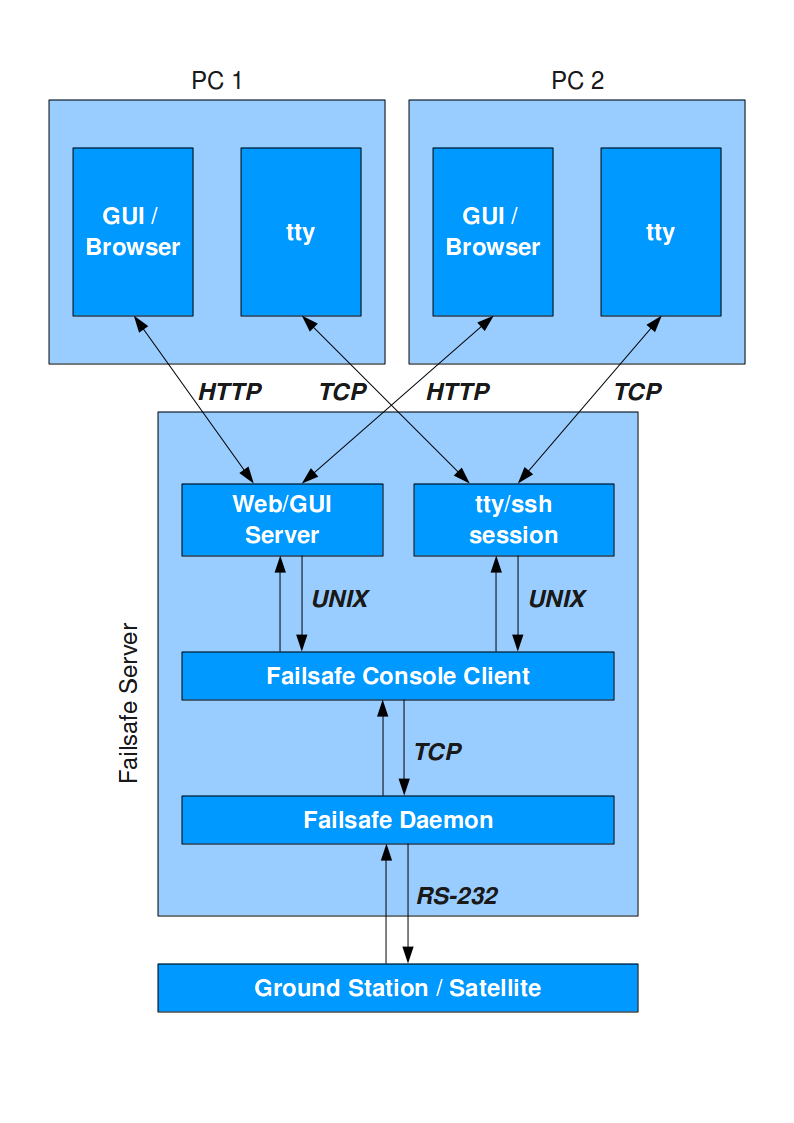 PC 1
PC 2
GUI /
Browser
tty
GUI /
Browser
tty
HTTP
TCP
HTTP
TCP
Web/GUI
Server
tty/ssh
session
UNIX
UNIX
Failsafe Server
Failsafe Console Client
TCP
Failsafe Daemon
RS-232
Ground Station / Satellite